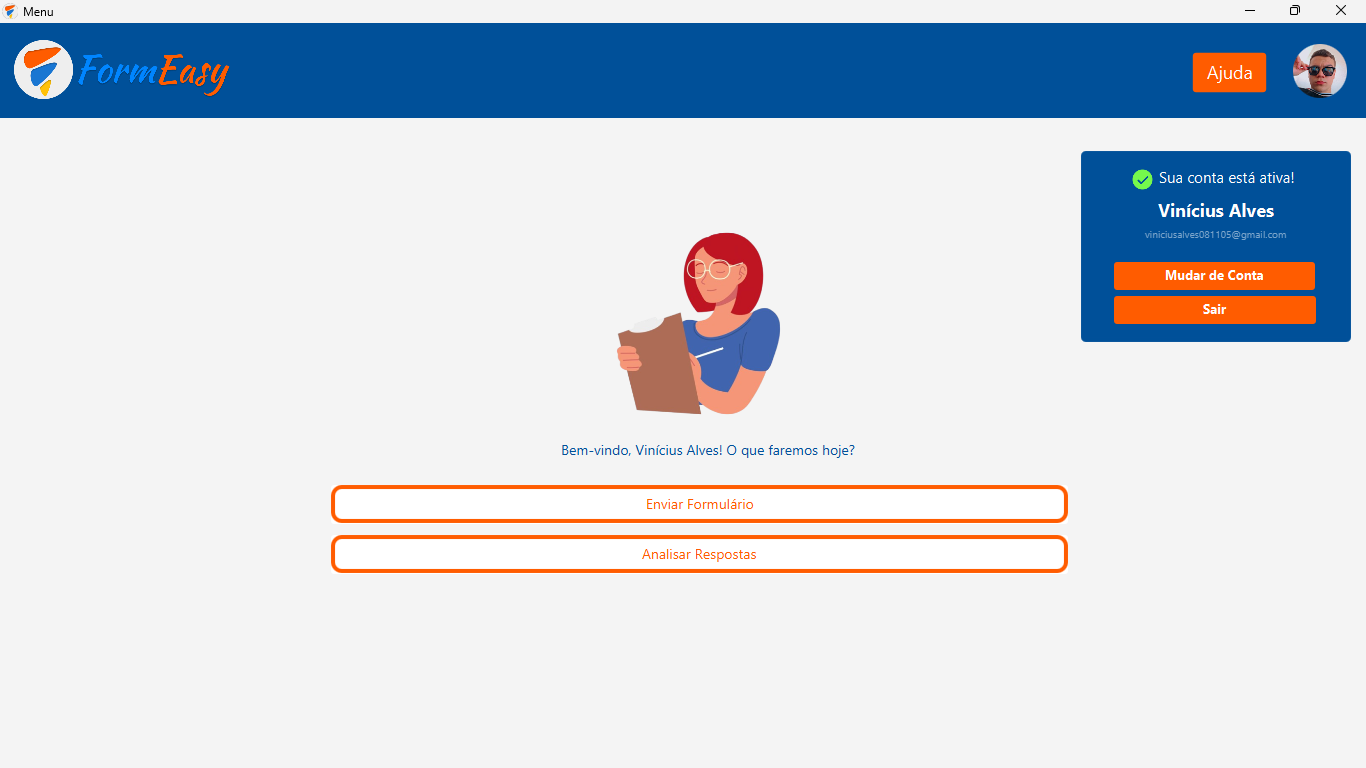 Menu
FormEasy
Ajuda
Sua conta está ativa!
Vinícius Alves
viniciusalves081105@gmail.com
Mudar de Conta
Sair
Bem-vindo, Vinícius Alves! O que faremos hoje?
Enviar Formulário
Analisar Respostas